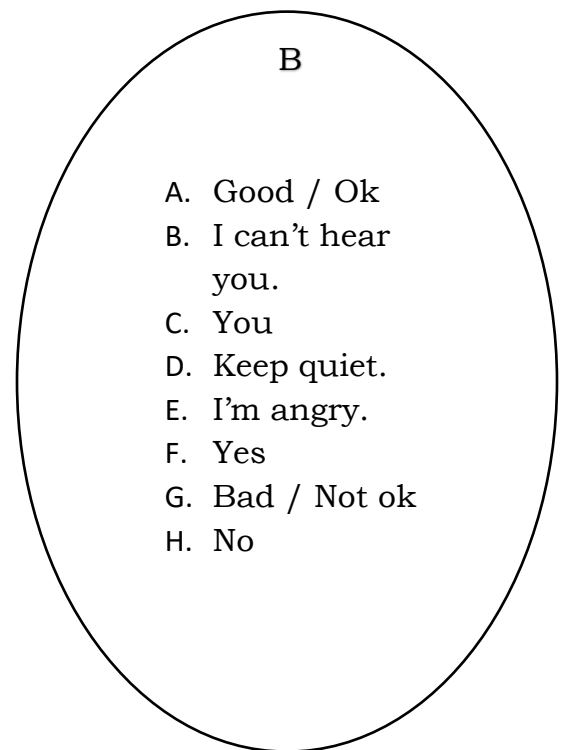 B
A. Good / Ok
B. I can’t hear
you.
C. You
D. Keep quiet.
E. I’m angry.
F. Yes
G. Bad / Not ok
H. No